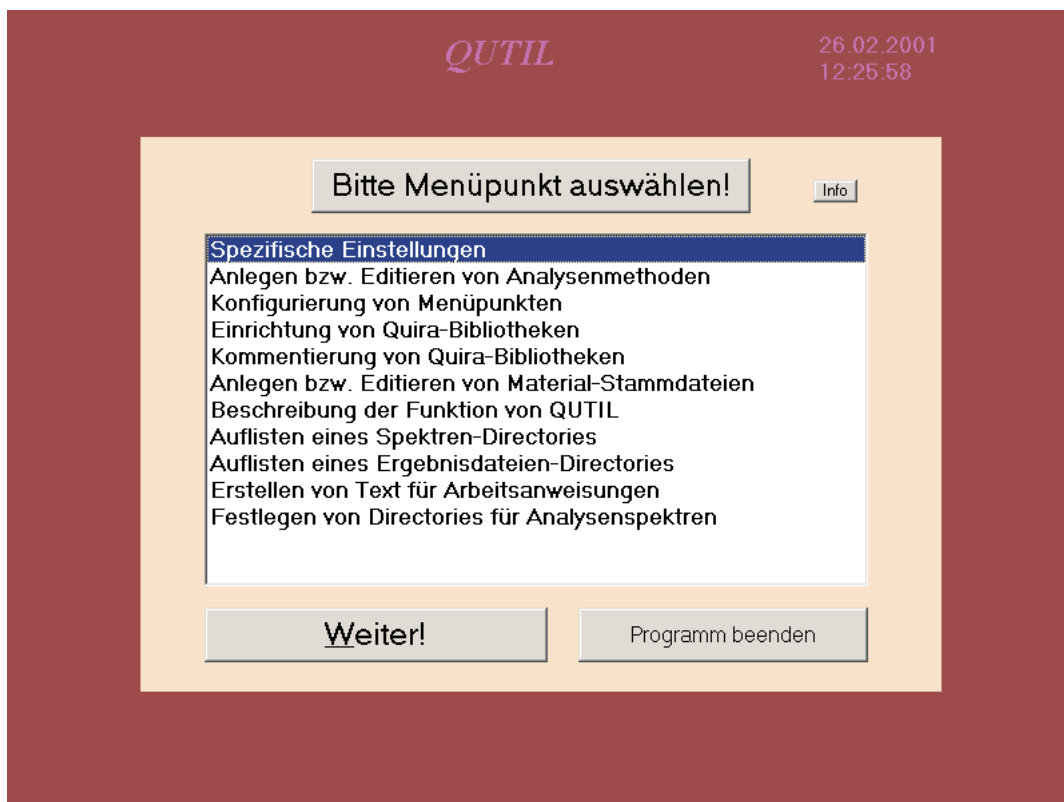 QUTIL
26.02.2001
12:25:58
Bitte Menüpunkt auswählen!
Info
Spezifische Einstellungen
Anlegen bzw. Editieren von Analysenmethoden
Konfigurierung von Menüpunkten
Einrichtung von Quira-Bibliotheken
Kommentierung von Quira-Bibliotheken
Anlegen bzw. Editieren von Material-Stammdateien
Beschreibung der Funktion von QUTIL
Auflisten eines Spektren-Directories
Auflisten eines Ergebnisdateien-Directories
Erstellen von Text für Arbeitsanweisungen
Festlegen von Directories für Analysenspektren
Weiter!
Programm beenden